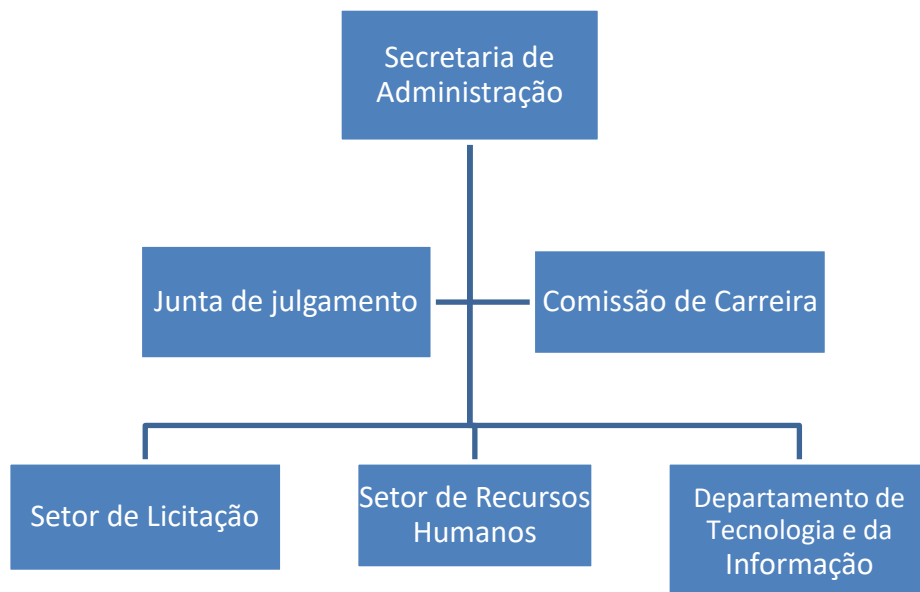 Secretaria de
Administração
Junta de julgamento
Comissão de Carreira
Setor de Licitação
Setor de Recursos
Humanos
Departamento de
Tecnologia e da
Informação